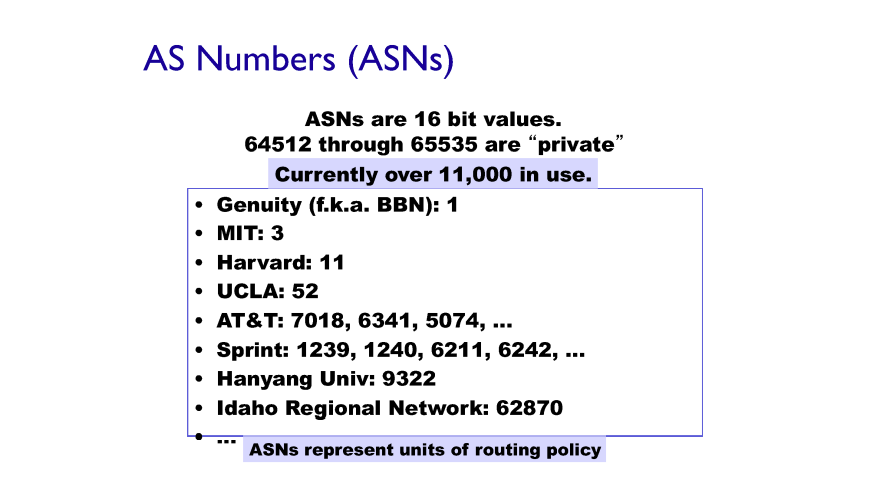 AS Numbers (ASNs)
ASNs are 16 bit values.
64512 through 65535 are “private”
Currently over 11,000 in use.
• Genuity (f.k.a. BBN): 1
• MIT: 3
• Harvard: 11
• UCLA: 52
• AT&T: 7018, 6341, 5074, …
• Sprint: 1239, 1240, 6211, 6242, …
• Hanyang Univ: 9322
• Idaho Regional Network: 62870
• …
ASNs represent units of routing policy